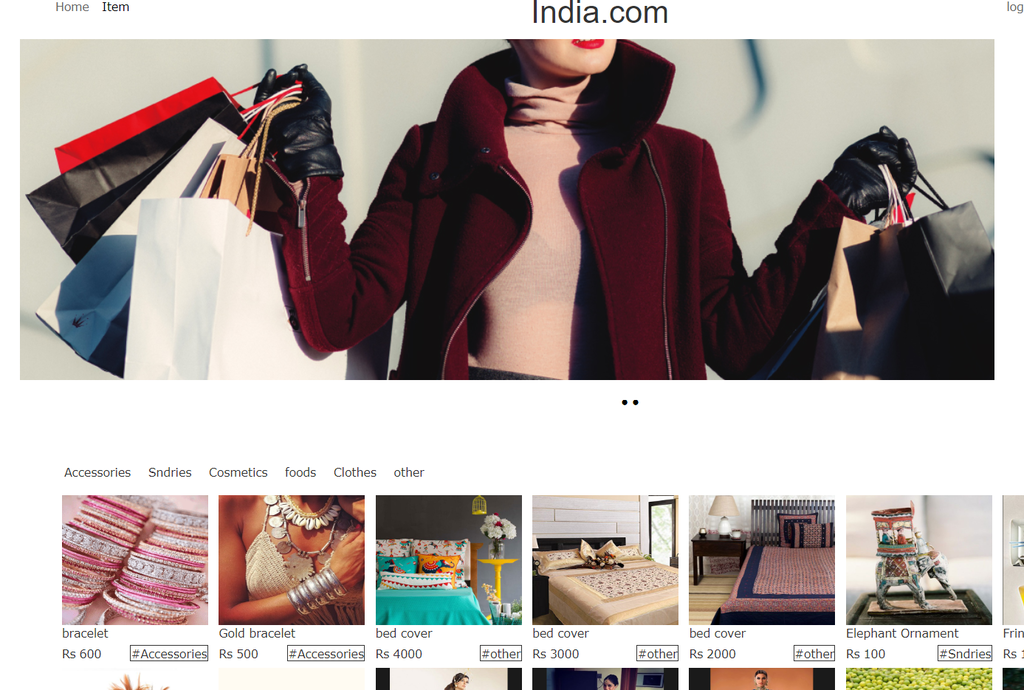 Home Item India.com log
Accessories Sndries Cosmetics foods Clothes other
bracelet Gold bracelet bed cover bed cover bed cover Elephant Ornament Frin
Rs 600 #Accessories Rs 500 #Accessories Rs 4000 #other Rs 3000 #other Rs 2000 #other Rs 100 #Sndries Rs 1